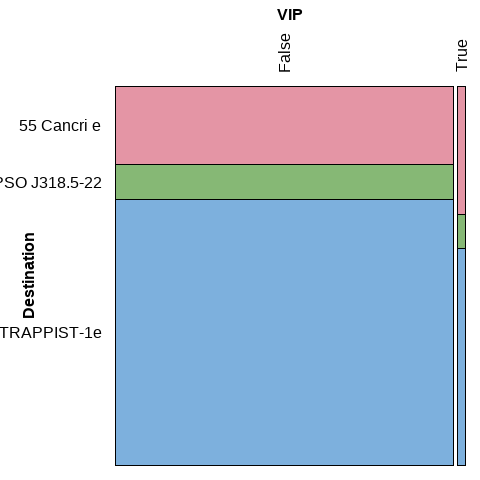 VIP
False
True
55 Cancri e
PSO J318.5-22
Destination
TRAPPIST-1e